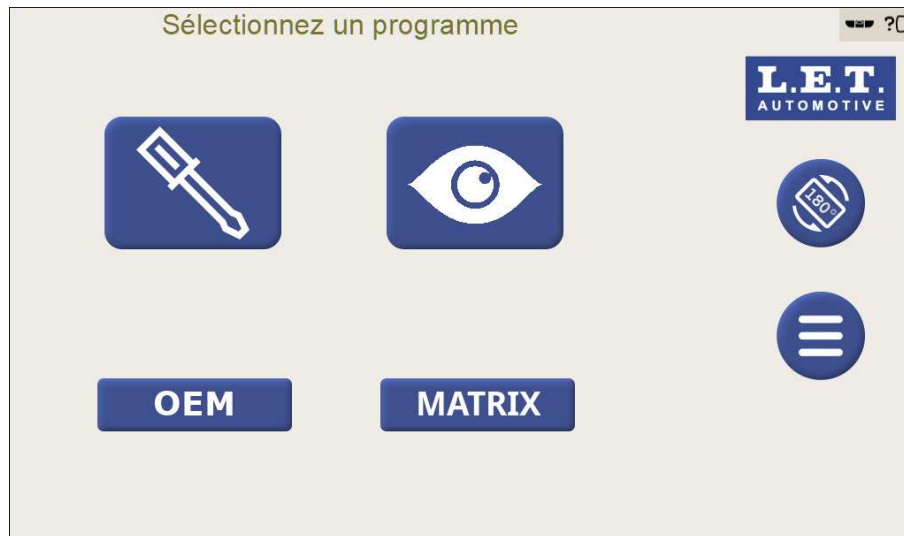 Sélectionnez un programme
?
L.E.T.
AUTOMOTIVE
180°
OEM
MATRIX